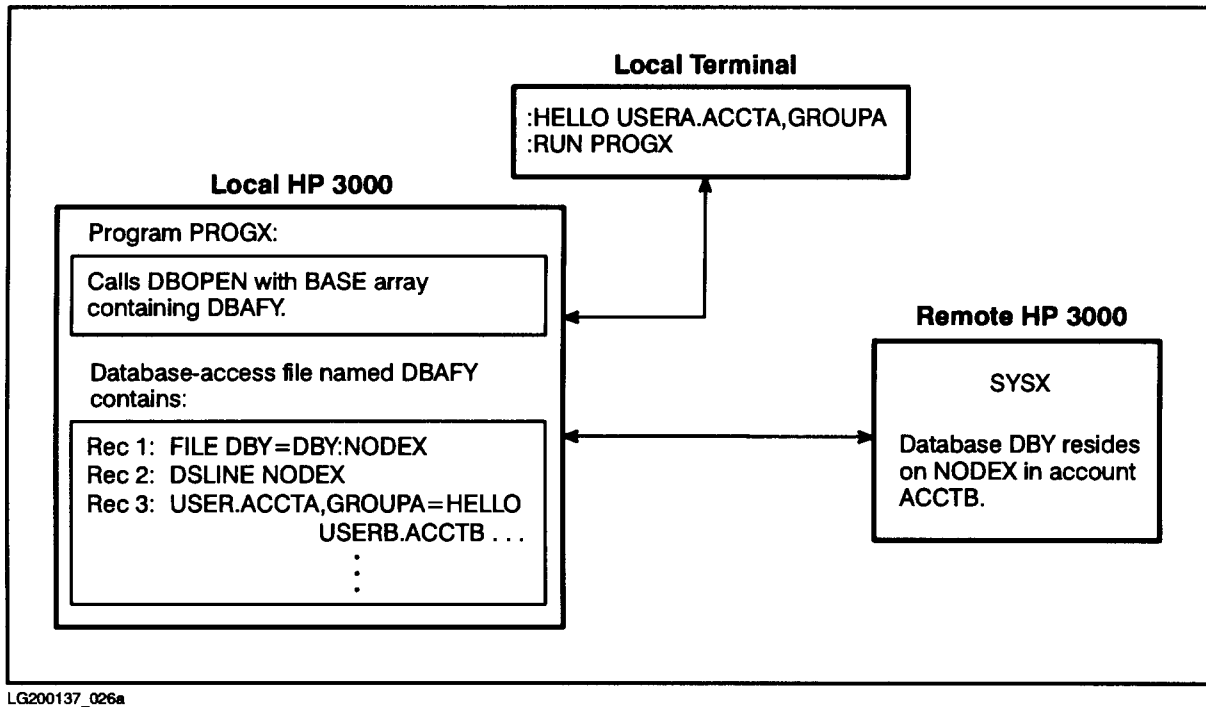 Local Terminal
:HELLO USERA.ACCTA,GROUPA
:RUN PROGX
Local HP 3000
Program PROGX:
Calls DBOPEN with BASE array
containing DBAFY.
Database-access file named DBAFY
contains:
Rec 1: FILE DBY=DBY:NODEX
Rec 2: DSLINE NODEX
Rec 3: USER.ACCTA,GROUPA=HELLO
USERB.ACCTB . . .
Remote HP 3000
SYSX
Database DBY resides
on NODEX in account
ACCTB.
LG200137_026a